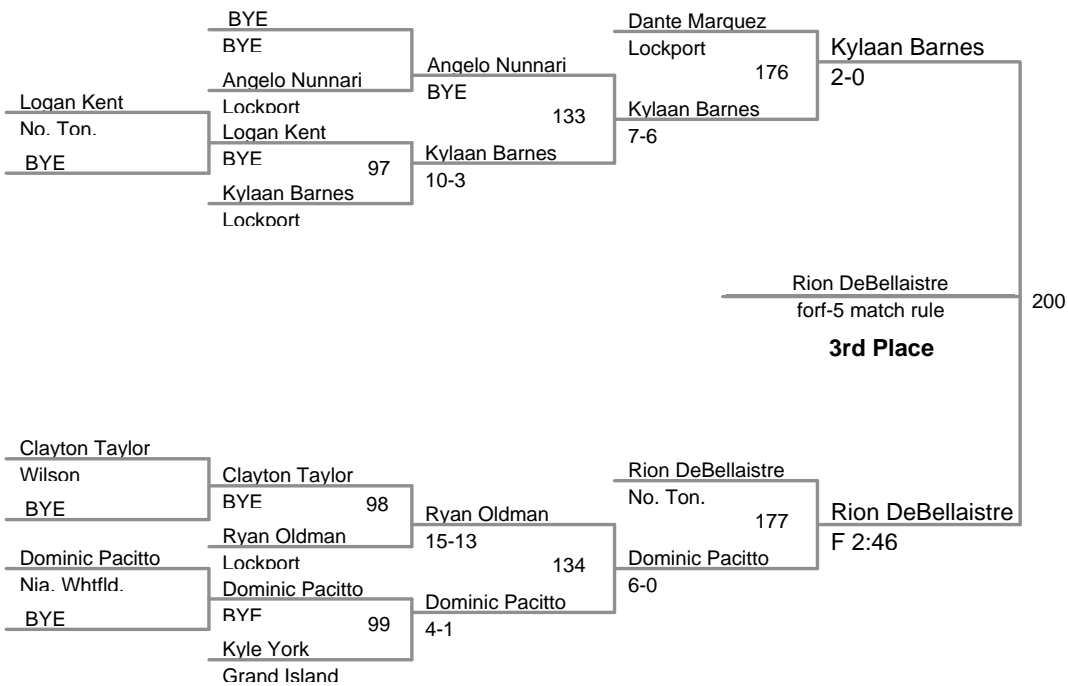 BYE
BYE
Angelo Nunnari
Lockport
Logan Kent
No. Ton.
BYE
Logan Kent
BYE
97
Kylaan Barnes
Lockport
Angelo Nunnari
BYE
133
Kylaan Barnes
10-3
Dante Marquez
Lockport
176
Kylaan Barnes
7-6
Kylaan Barnes
2-0
Rion DeBellaistre
forf-5 match rule
3rd Place
200
Clayton Taylor
Wilson
BYE
Dominic Pacitto
Nia. Whtfld.
BYE
Clayton Taylor
BYE
98
Ryan Oldman
Lockport
Dominic Pacitto
BYE
99
Kyle York
Grand Island
Ryan Oldman
15-13
134
Dominic Pacitto
4-1
Rion DeBellaistre
No. Ton.
177
Dominic Pacitto
6-0
Rion DeBellaistre
F 2:46